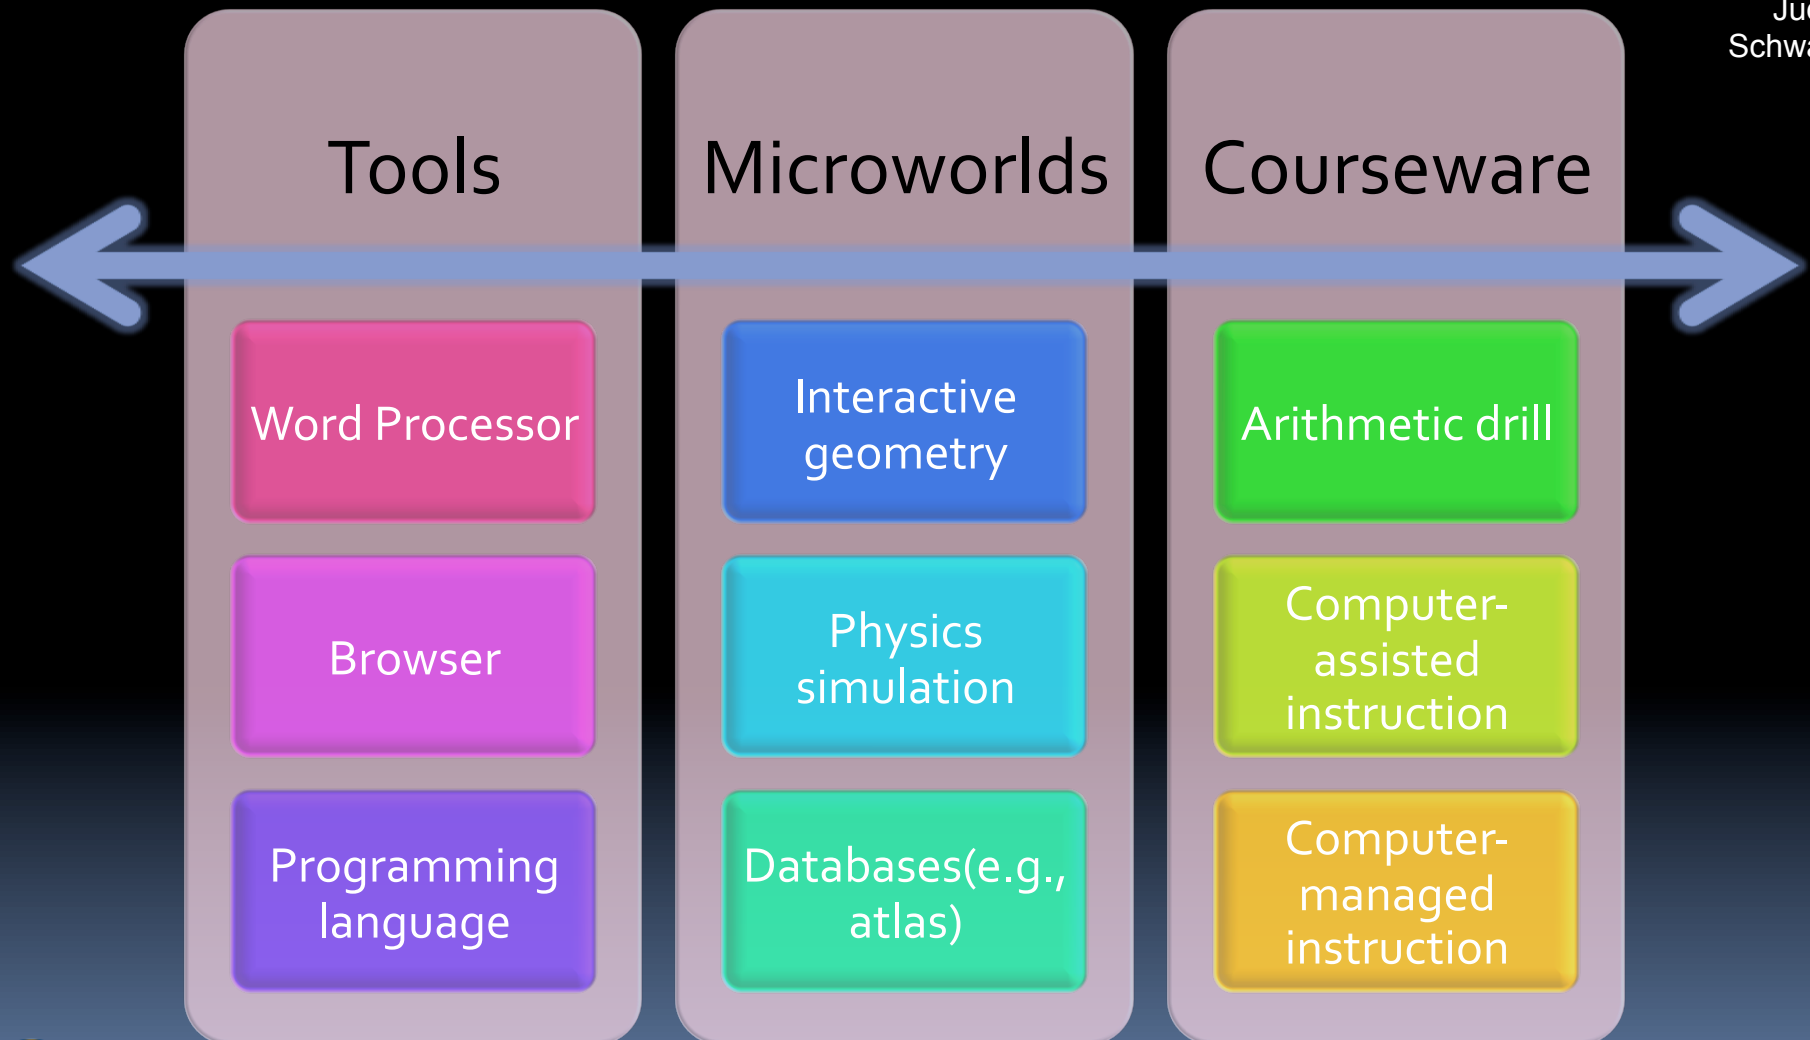 Tools
Word Processor
Browser
Programming
language
Microworlds
Interactive
geometry
Physics
simulation
Databases(e.g.,
atlas)
Courseware
Arithmetic drill
Computer-
assisted
instruction
Computer-
managed
instruction